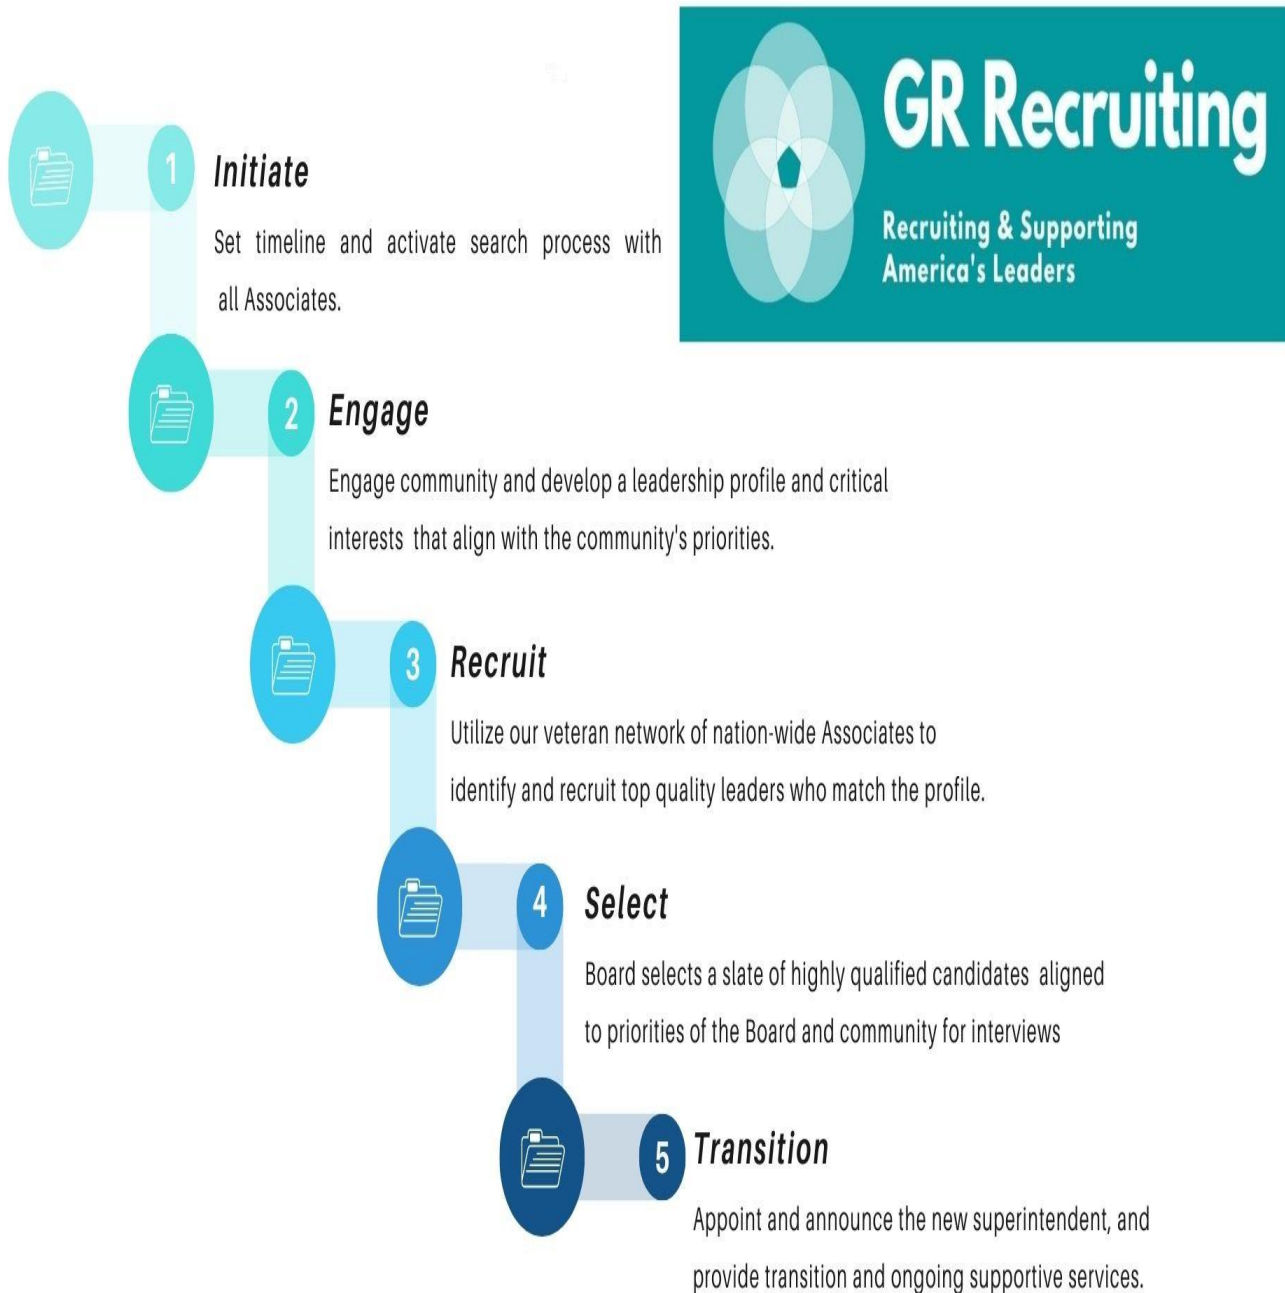 GR Recruiting
Recruiting & Supporting
America's Leaders
1
Initiate
Set timeline and activate search process with
all Associates.
2
Engage
Engage community and develop a leadership profile and critical
interests that align with the community's priorities.
3
Recruit
Utilize our veteran network of nation-wide Associates to
identify and recruit top quality leaders who match the profile.
4
Select
Board selects a slate of highly qualified candidates aligned
to priorities of the Board and community for interviews
5
Transition
Appoint and announce the new superintendent, and
provide transition and ongoing supportive services.